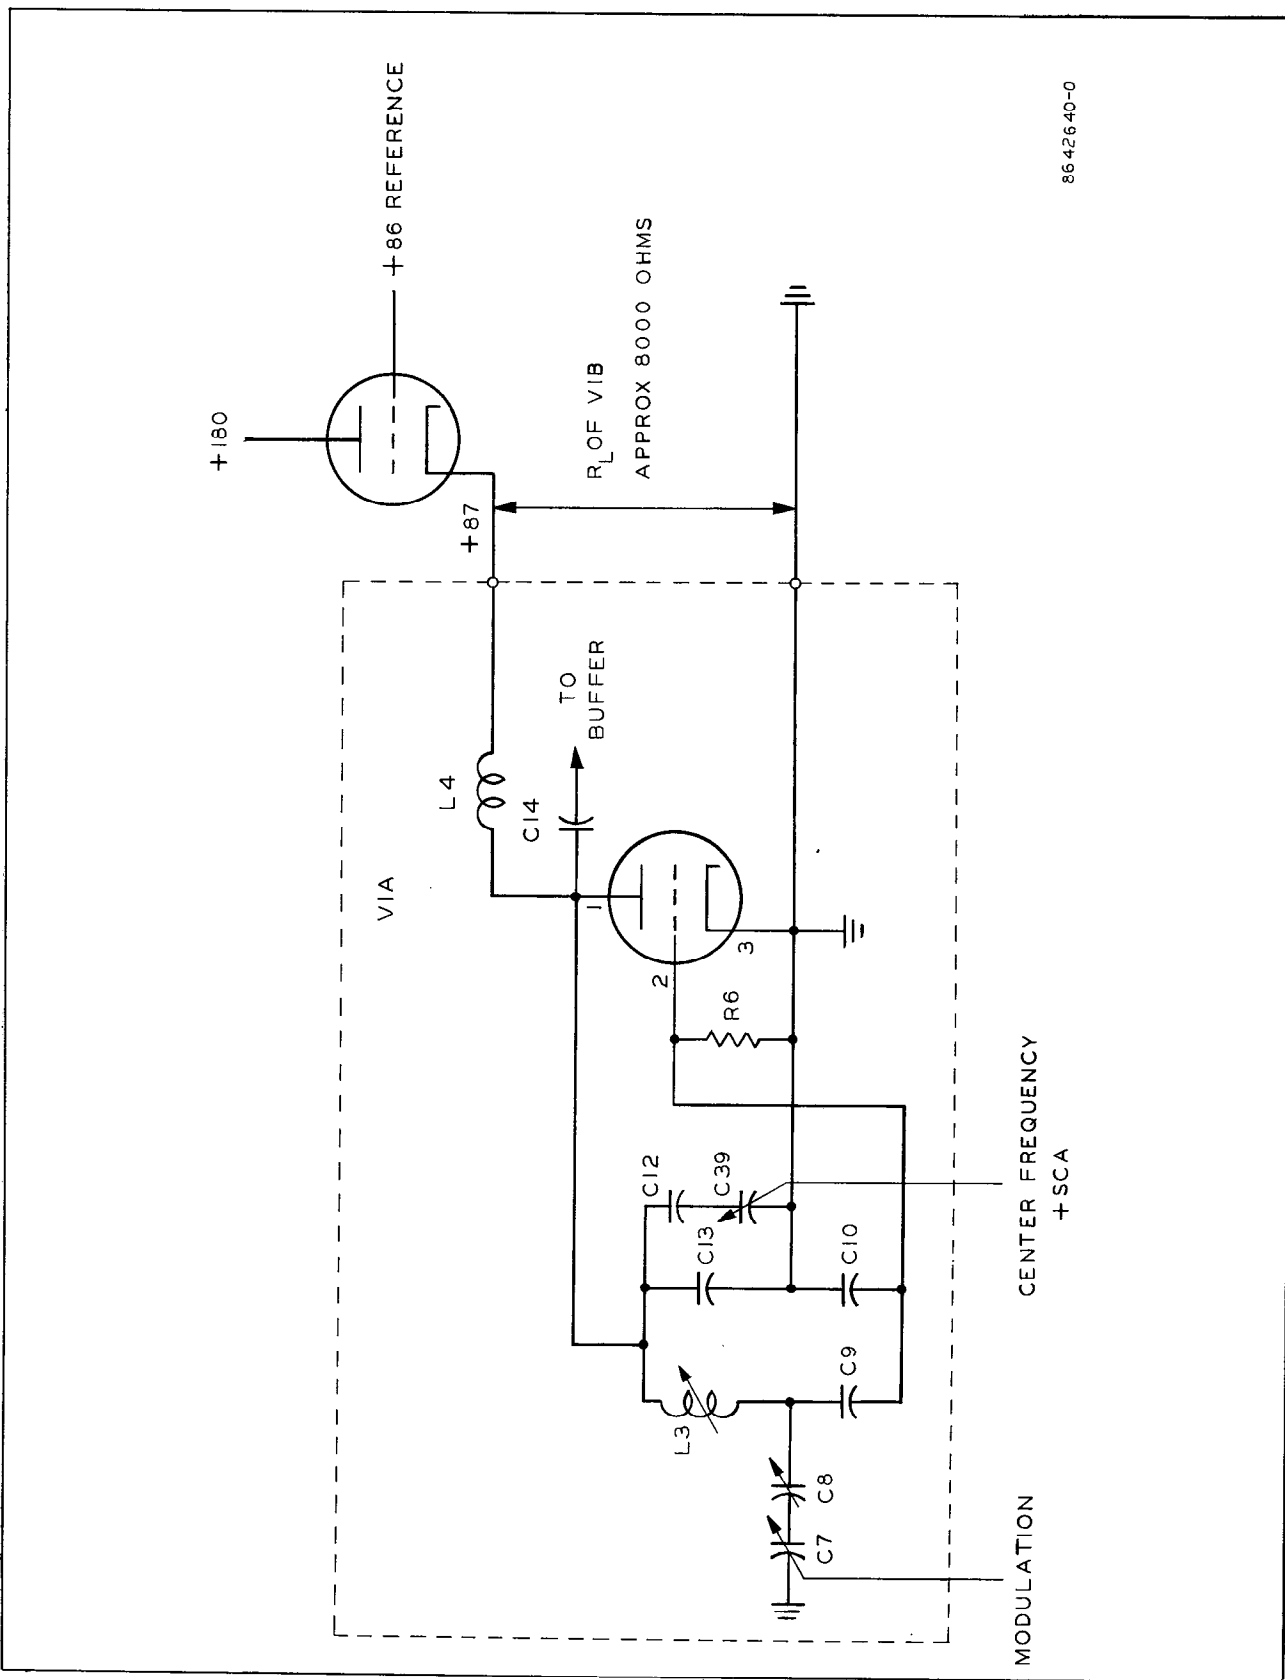 +180
+86 REFERENCE
+87
RL OF V1B
APPROX 8000 OHMS
V1A
L4
C14
TO
BUFFER
1
2
3
R6
C12
C39
C13
C10
L3
C9
C8
C7
MODULATION
CENTER FREQUENCY
+SCA
8642640-0